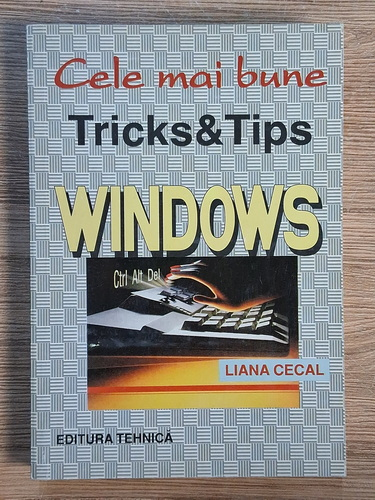 Cele mai bune
Tricks&Tips
WINDOWS
Ctrl Alt Del
LIANA CECAL
EDITURA TEHNICĂ